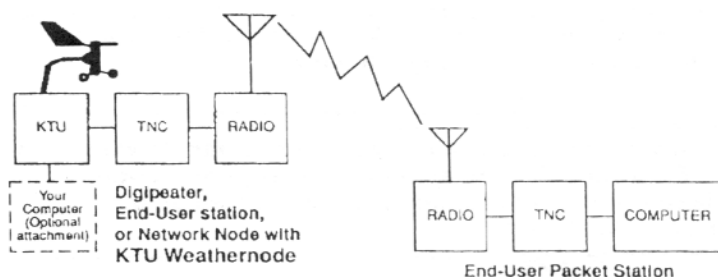 KTU
TNC
RADIO
Your
Computer
(Optional
attachment)
Digipeater,
End-User station,
or Network Node with
KTU Weathernode
RADIO
TNC
COMPUTER
End-User Packet Station